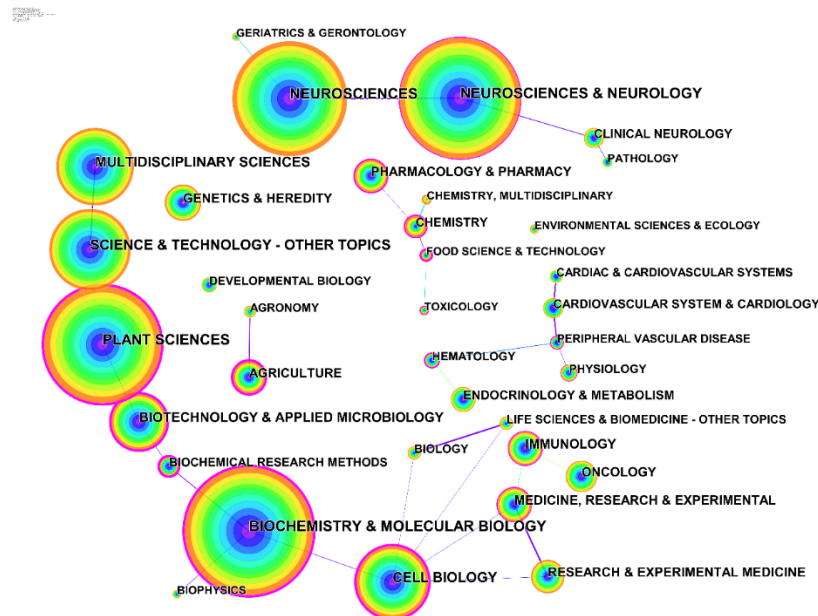 GERIATRICS & GERONTOLOGY
NEUROSCIENCES
NEUROSCIENCES & NEUROLOGY
CLINICAL NEUROLOGY
PATHOLOGY
MULTIDISCIPLINARY SCIENCES
PHARMACOLOGY & PHARMACY
GENETICS & HEREDITY
CHEMISTRY, MULTIDISCIPLINARY
CHEMISTRY
ENVIRONMENTAL SCIENCES & ECOLOGY
SCIENCE & TECHNOLOGY - OTHER TOPICS
FOOD SCIENCE & TECHNOLOGY
CARDIAC & CARDIOVASCULAR SYSTEMS
DEVELOPMENTAL BIOLOGY
AGRONOMY
TOXICOLOGY
CARDIOVASCULAR SYSTEM & CARDIOLOGY
PLANT SCIENCES
PERIPHERAL VASCULAR DISEASE
HEMATOLOGY
AGRICULTURE
PHYSIOLOGY
ENDOCRINOLOGY & METABOLISM
BIOTECHNOLOGY & APPLIED MICROBIOLOGY
LIFE SCIENCES & BIOMEDICINE - OTHER TOPICS
BIOLOGY
IMMUNOLOGY
BIOCHEMICAL RESEARCH METHODS
ONCOLOGY
MEDICINE, RESEARCH & EXPERIMENTAL
BIOCHEMISTRY & MOLECULAR BIOLOGY
CELL BIOLOGY
RESEARCH & EXPERIMENTAL MEDICINE
BIOPHYSICS